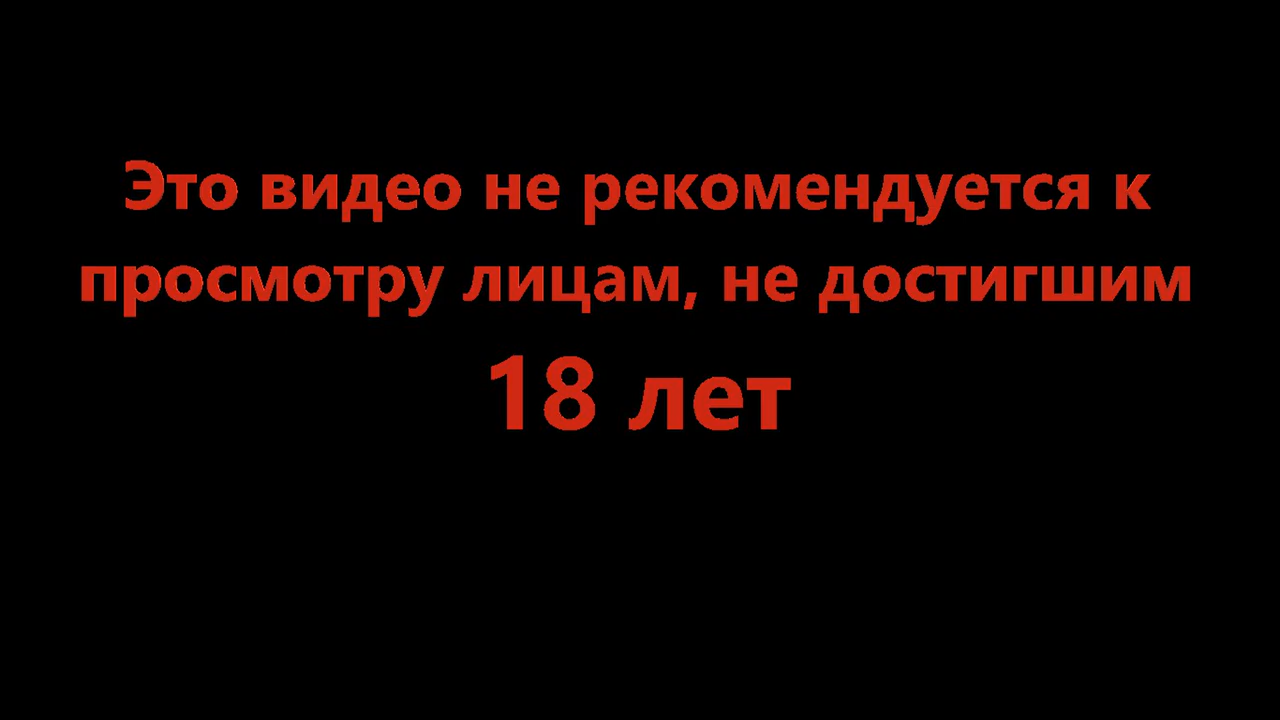 Это видео не рекомендуется к
просмотру лицам, не достигшим
18 лет